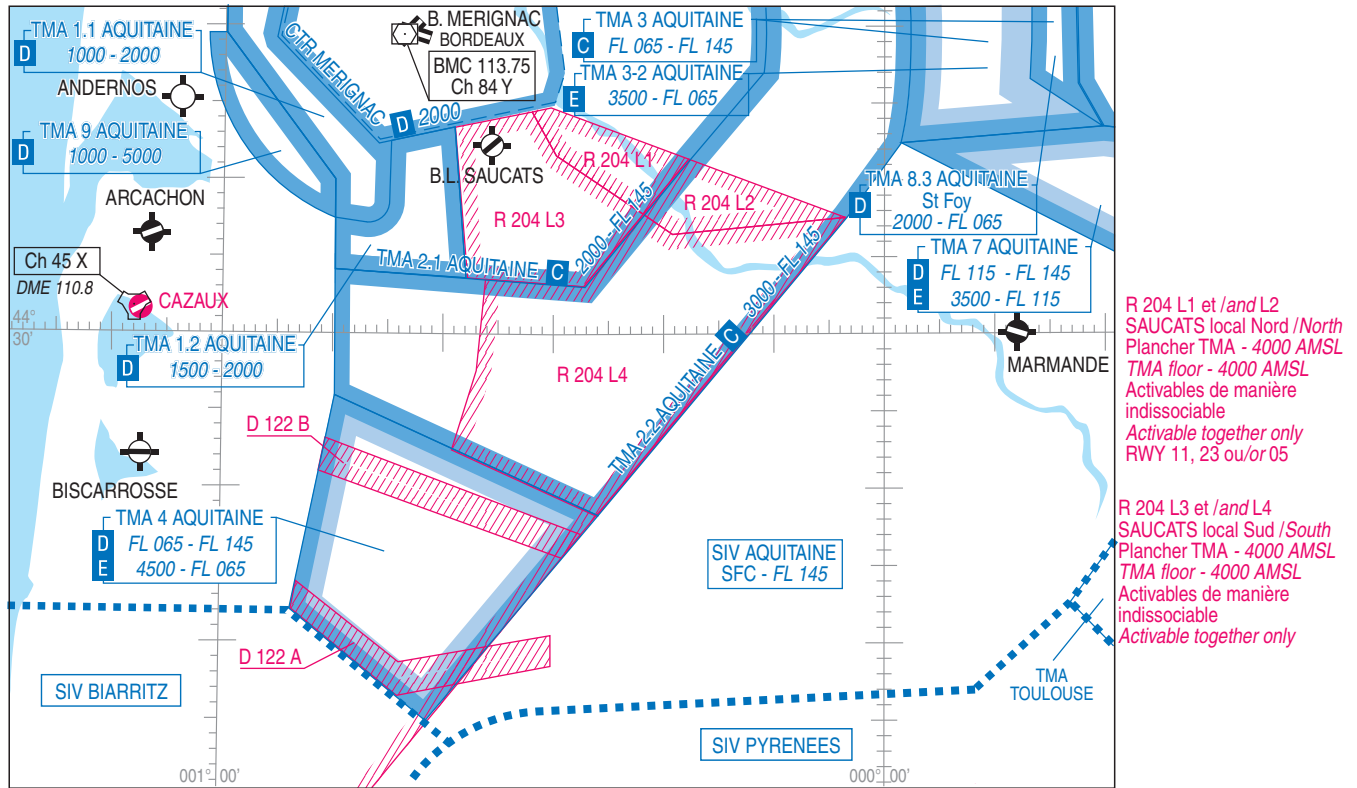 TMA 1.1 AQUITAINE
D
1000 - 2000
B. MERIGNAC
BORDEAUX
BMC 113.75
Ch 84 Y
TMA 3 AQUITAINE
C
FL 065 - FL 145
TMA 3-2 AQUITAINE
E
3500 - FL 065
ANDERNOS
CTR MERIGNAC
D
2000
TMA 9 AQUITAINE
D
1000 - 5000
B.L. SAUCATS
R 204 L1
R 204 L2
R 204 L3
ARCACHON
TMA 8.3 AQUITAINE
D
St Foy
2000 - FL 065
TMA 7 AQUITAINE
D
FL 115 - FL 145
E
3500 - FL 115
Ch 45 X
DME 110.8
CAZAUX
TMA 2.1 AQUITAINE
C
2000 - FL 145
44°
30'
TMA 1.2 AQUITAINE
D
1500 - 2000
R 204 L4
TMA 2.2 AQUITAINE
C
3000 - FL 145
MARMANDE
D 122 B
BISCARROSSE
TMA 4 AQUITAINE
D
FL 065 - FL 145
E
4500 - FL 065
SIV AQUITAINE
SFC - FL 145
D 122 A
SIV BIARRITZ
TMA
TOULOUSE
SIV PYRENEES
001° 00'
000° 00'
R 204 L1 et /and L2
SAUCATS local Nord /North
Plancher TMA - 4000 AMSL
TMA floor - 4000 AMSL
Activables de manière
indissociable
Activable together only
RWY 11, 23 ou/or 05
R 204 L3 et /and L4
SAUCATS local Sud /South
Plancher TMA - 4000 AMSL
TMA floor - 4000 AMSL
Activables de manière
indissociable
Activable together only